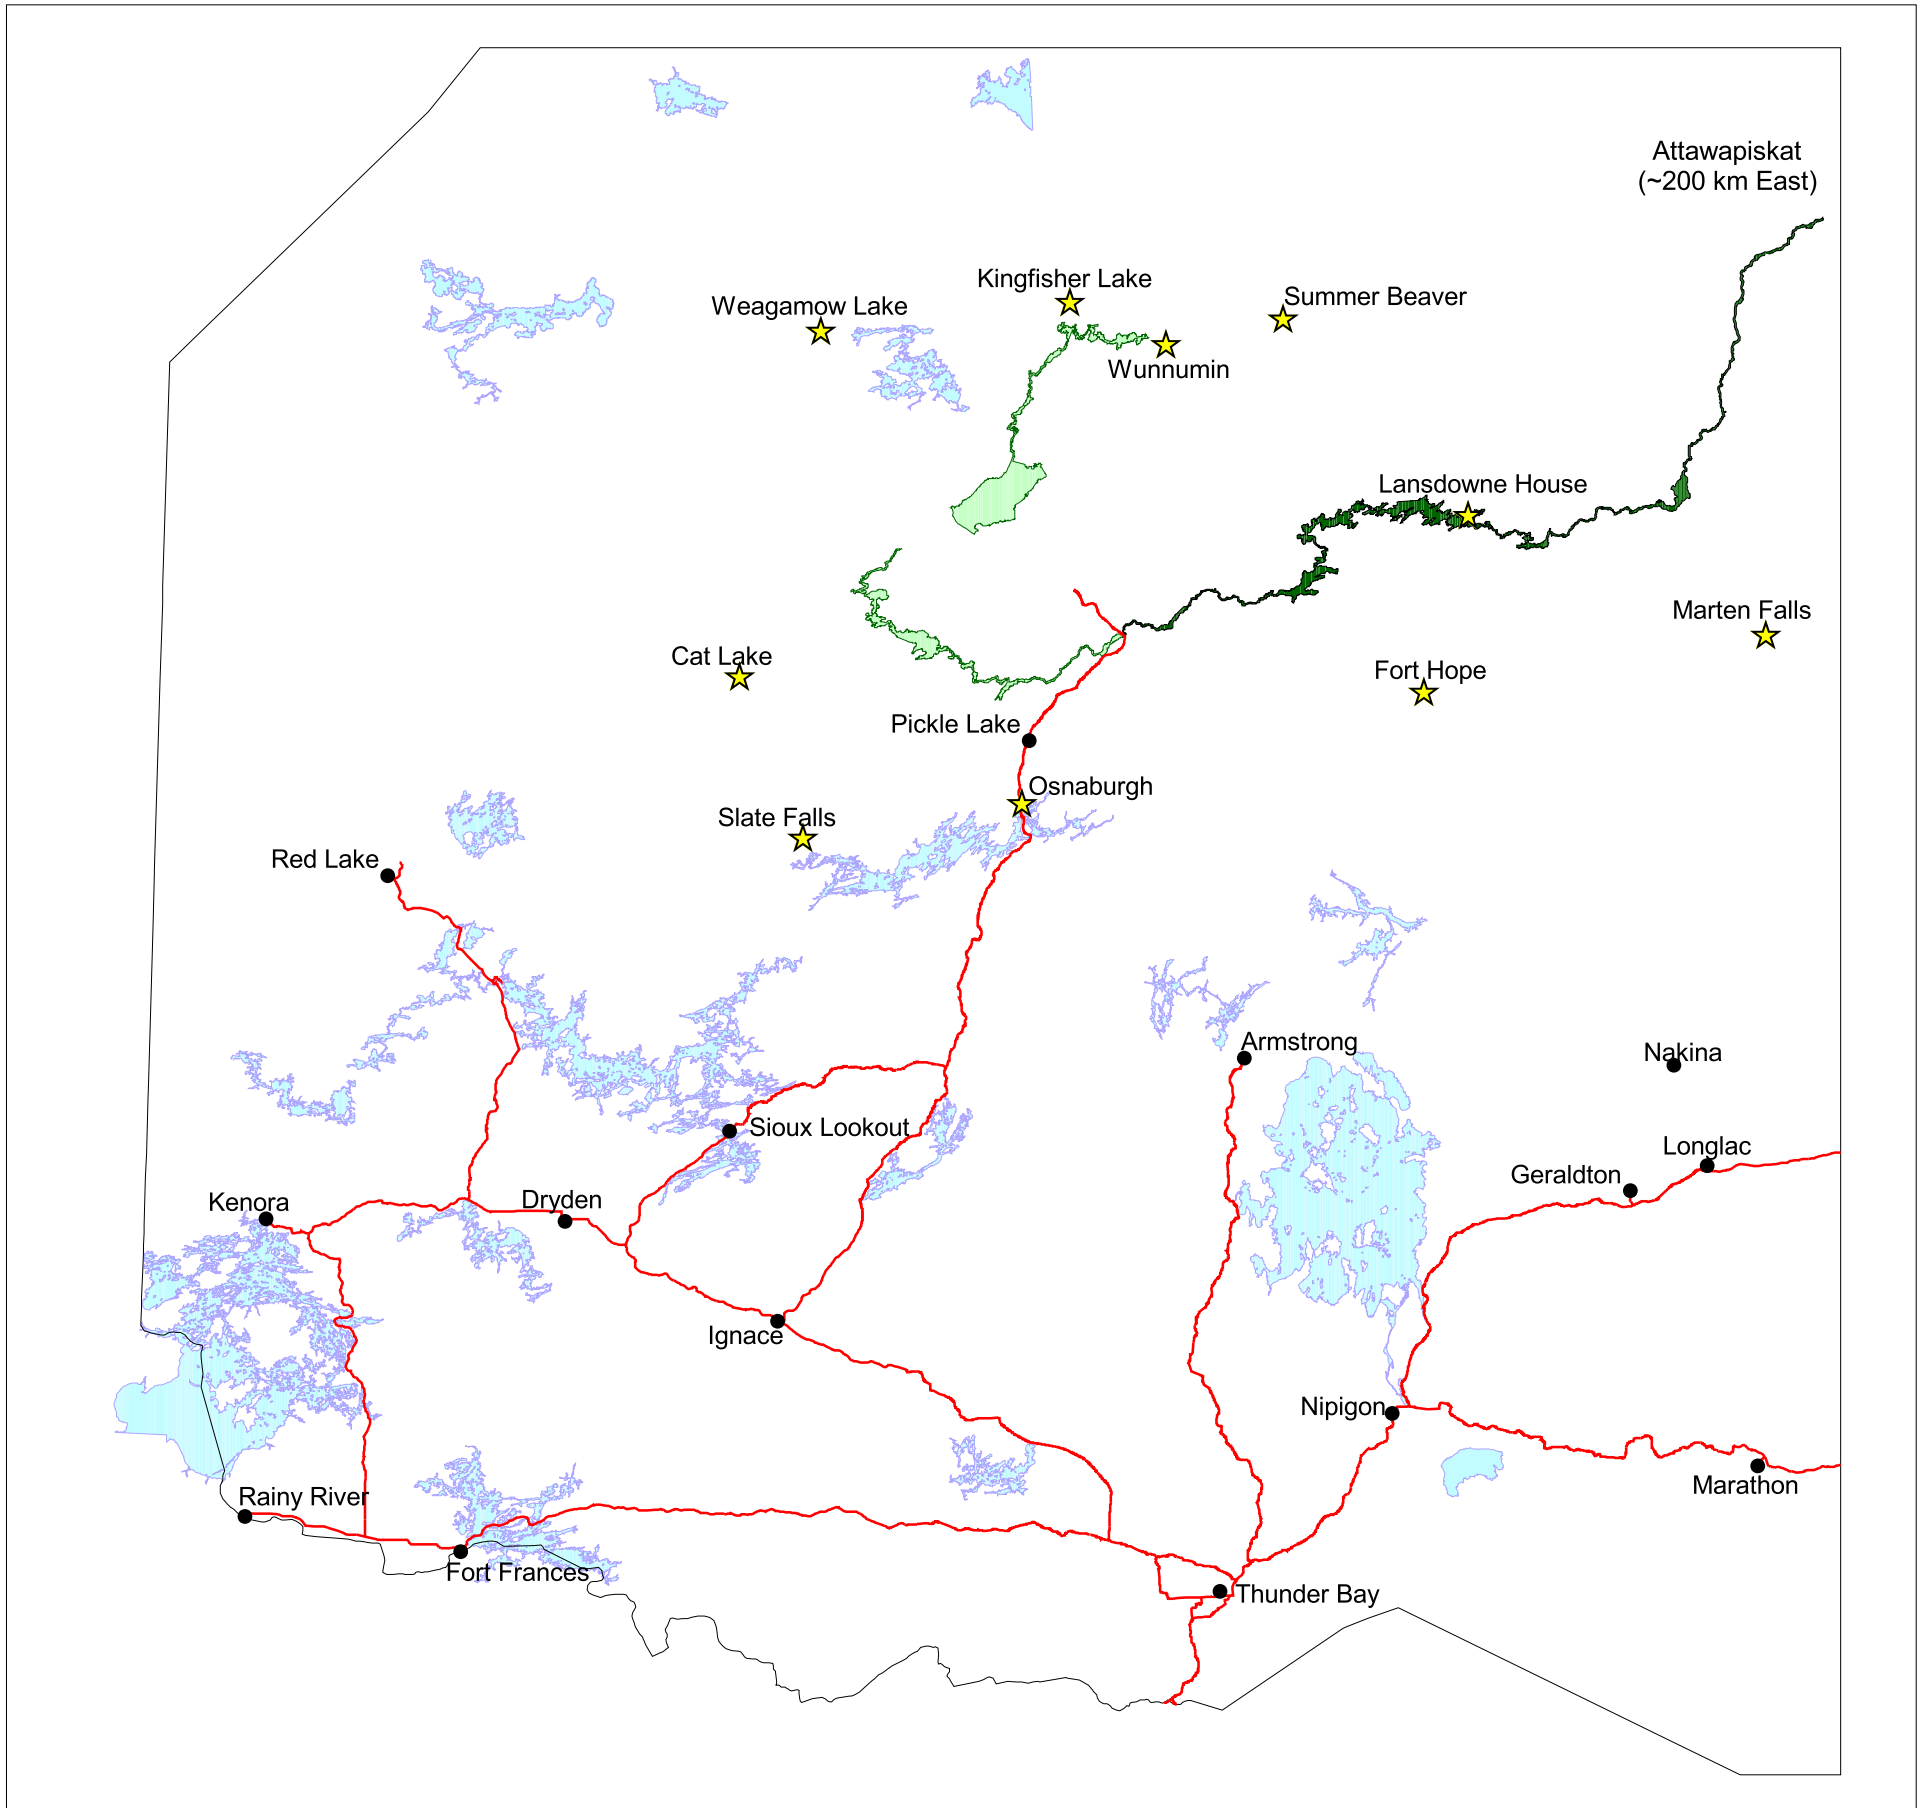 Attawapiskat
(~200 km East)
Kingfisher Lake
Summer Beaver
Weagamow Lake
Wunnumin
Lansdowne House
Marten Falls
Cat Lake
Fort Hope
Pickle Lake
Osnaburgh
Slate Falls
Red Lake
Armstrong
Nakina
Sioux Lookout
Longlac
Geraldton
Kenora
Dryden
Ignace
Nipigon
Marathon
Rainy River
Fort Frances
Thunder Bay